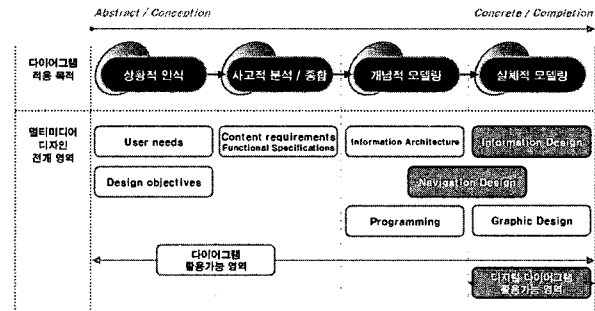 Abstract / Conception
Concrete / Completion
다이어그램
적용 목적
상황적 인식
사고적 분석 / 종합
개념적 모델링
실체적 모델링
멀티미디어
디자인
전개 영역
User needs
Content requirements
Functional Specifications
Information Architecture
Information Design
Design objectives
Navigation Design
Programming
Graphic Design
다이어그램
활용가능 영역
디지털 다이어그램
활용가능 영역